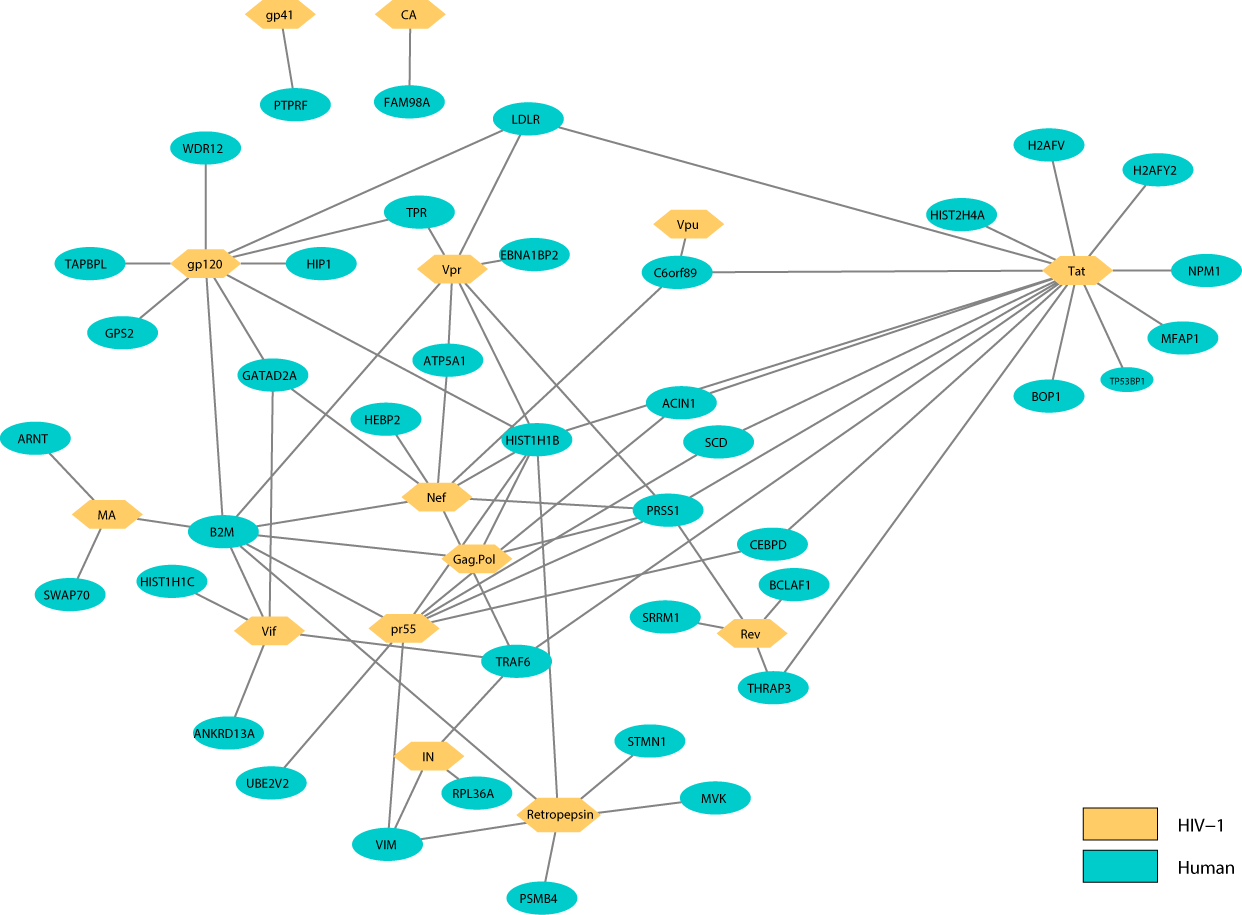 gp41
CA
PTPRF
FAM98A
LDLR
WDR12
H2AFV
H2AFY2
TPR
HIST2H4A
Vpu
TAPBPL
gp120
HIP1
Vpr
EBNA1BP2
C6orf89
Tat
NPM1
GPS2
MFAP1
GATAD2A
ATP5A1
TP53BP1
BOP1
ACIN1
HEBP2
ARNT
HIST1H1B
SCD
Nef
MA
PRSS1
B2M
CEBPD
Gag.Pol
HIST1H1C
BCLAF1
SWAP70
SRRM1
Vif
pr55
Rev
TRAF6
THRAP3
ANKRD13A
STMN1
IN
UBE2V2
RPL36A
MVK
Retropepsin
HIV−1
VIM
Human
PSMB4